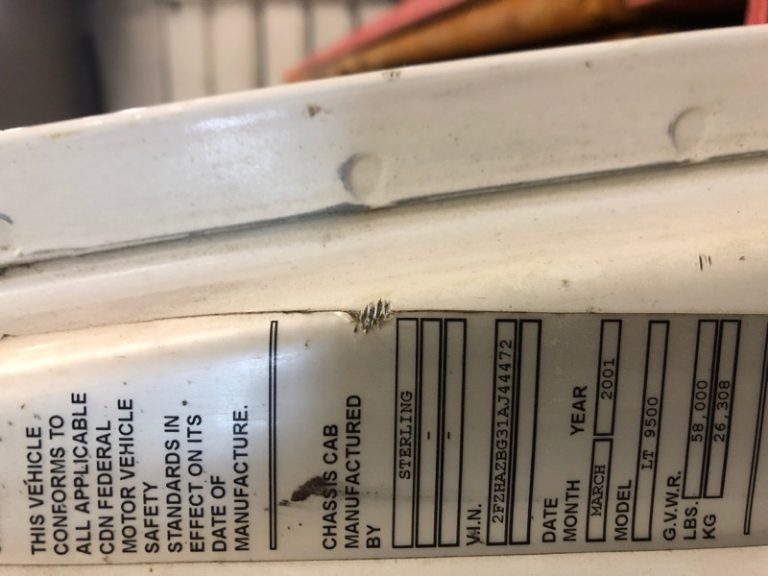 THIS VEHICLE
CONFORMS TO
ALL APPLICABLE
CDN FEDERAL
MOTOR VEHICLE
SAFETY
STANDARDS IN
EFFECT ON ITS
DATE OF
MANUFACTURE.
CHASSIS CAB
MANUFACTURED
BY
STERLING
-
-
V.I.N.
2FZHAZBG31AJ44472
DATE
MONTH YEAR
MARCH 2001
MODEL
LT 9500
G.V.W.R.
LBS. 58,000
KG 26,308